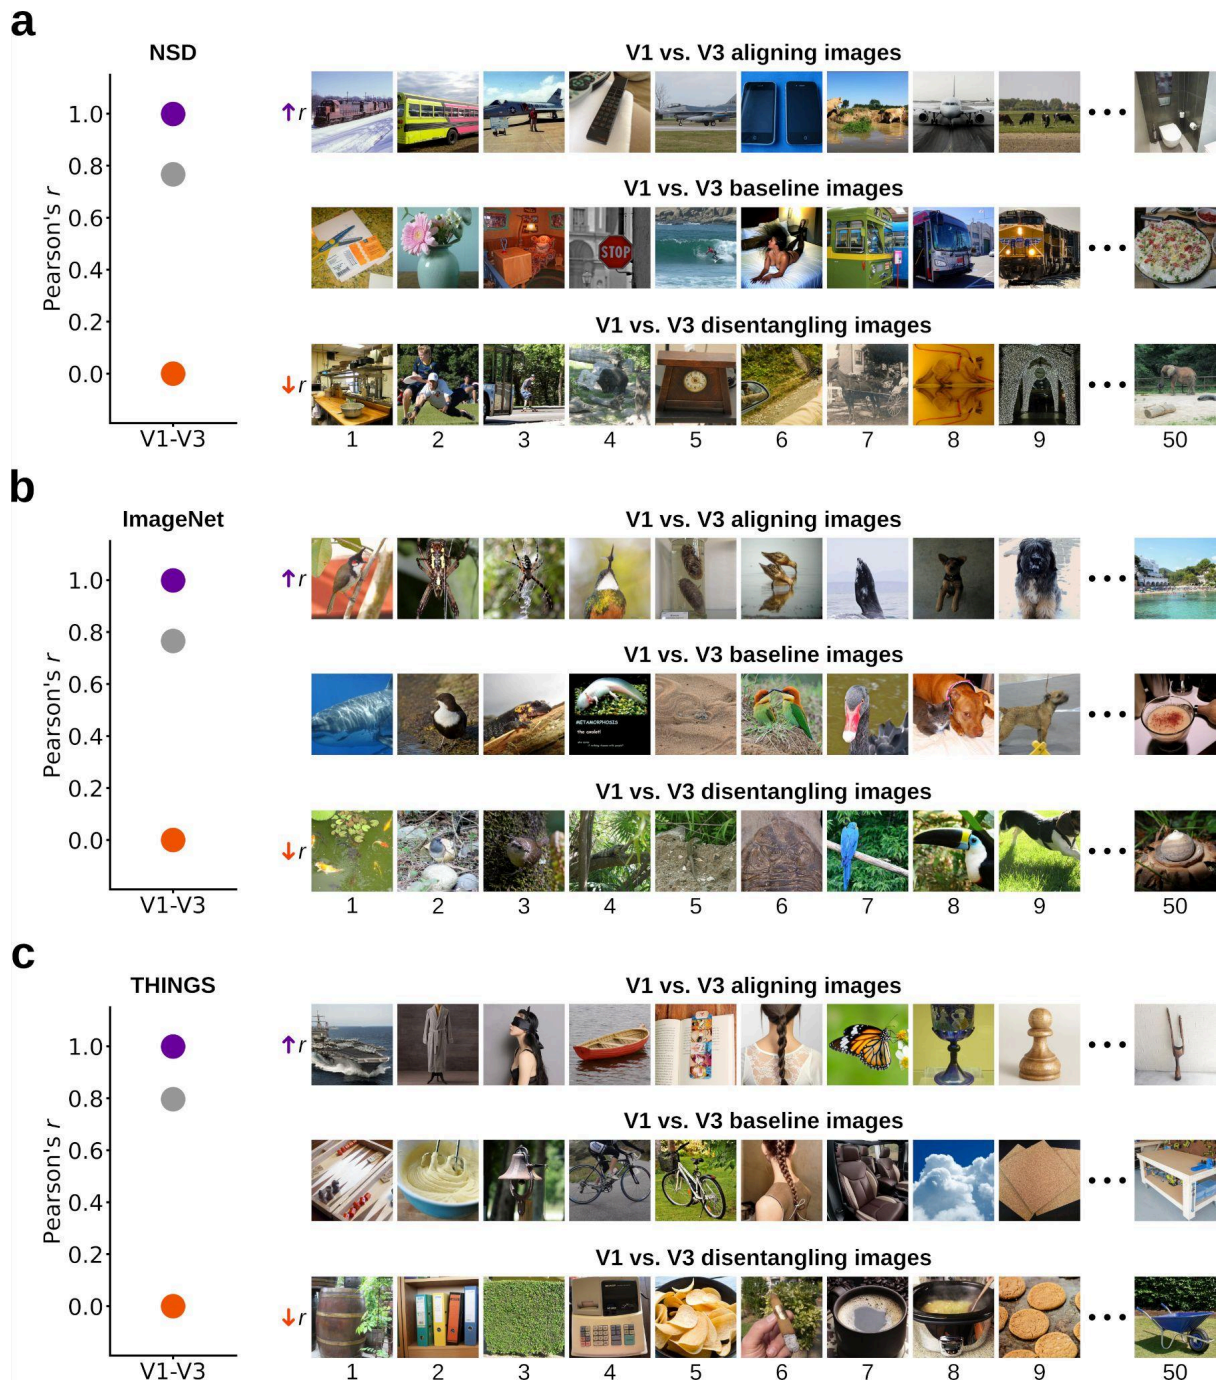 a
NSD
V1 vs. V3 aligning images
Pearson's r
1.0
0.8
0.6
0.4
0.2
0.0
V1-V3
↑r
V1 vs. V3 baseline images
STOP
V1 vs. V3 disentangling images
↓r
1 2 3 4 5 6 7 8 9 50
b
ImageNet
V1 vs. V3 aligning images
Pearson's r
1.0
0.8
0.6
0.4
0.2
0.0
V1-V3
↑r
V1 vs. V3 baseline images
METAMORPHOSIS
the axolotl
V1 vs. V3 disentangling images
↓r
1 2 3 4 5 6 7 8 9 50
c
THINGS
V1 vs. V3 aligning images
Pearson's r
1.0
0.8
0.6
0.4
0.2
0.0
V1-V3
↑r
V1 vs. V3 baseline images
V1 vs. V3 disentangling images
↓r
1 2 3 4 5 6 7 8 9 50